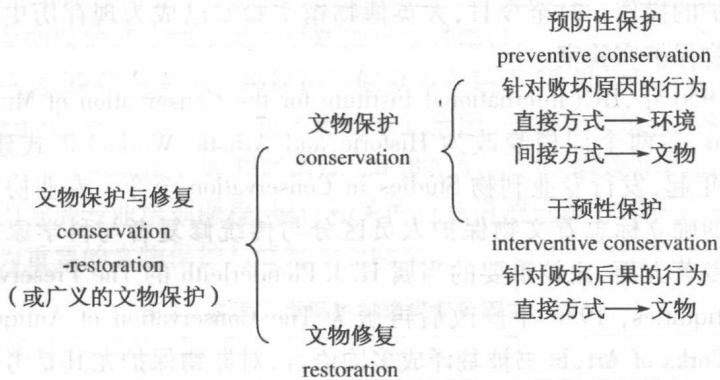 文物保护与修复
conservation
-restoration
（或广义的文物保护）
文物保护
conservation
预防性保护
preventive conservation
针对败坏原因的行为
直接方式→环境
间接方式→文物
干预性保护
interventive conservation
针对败坏后果的行为
直接方式→文物
文物修复
restoration